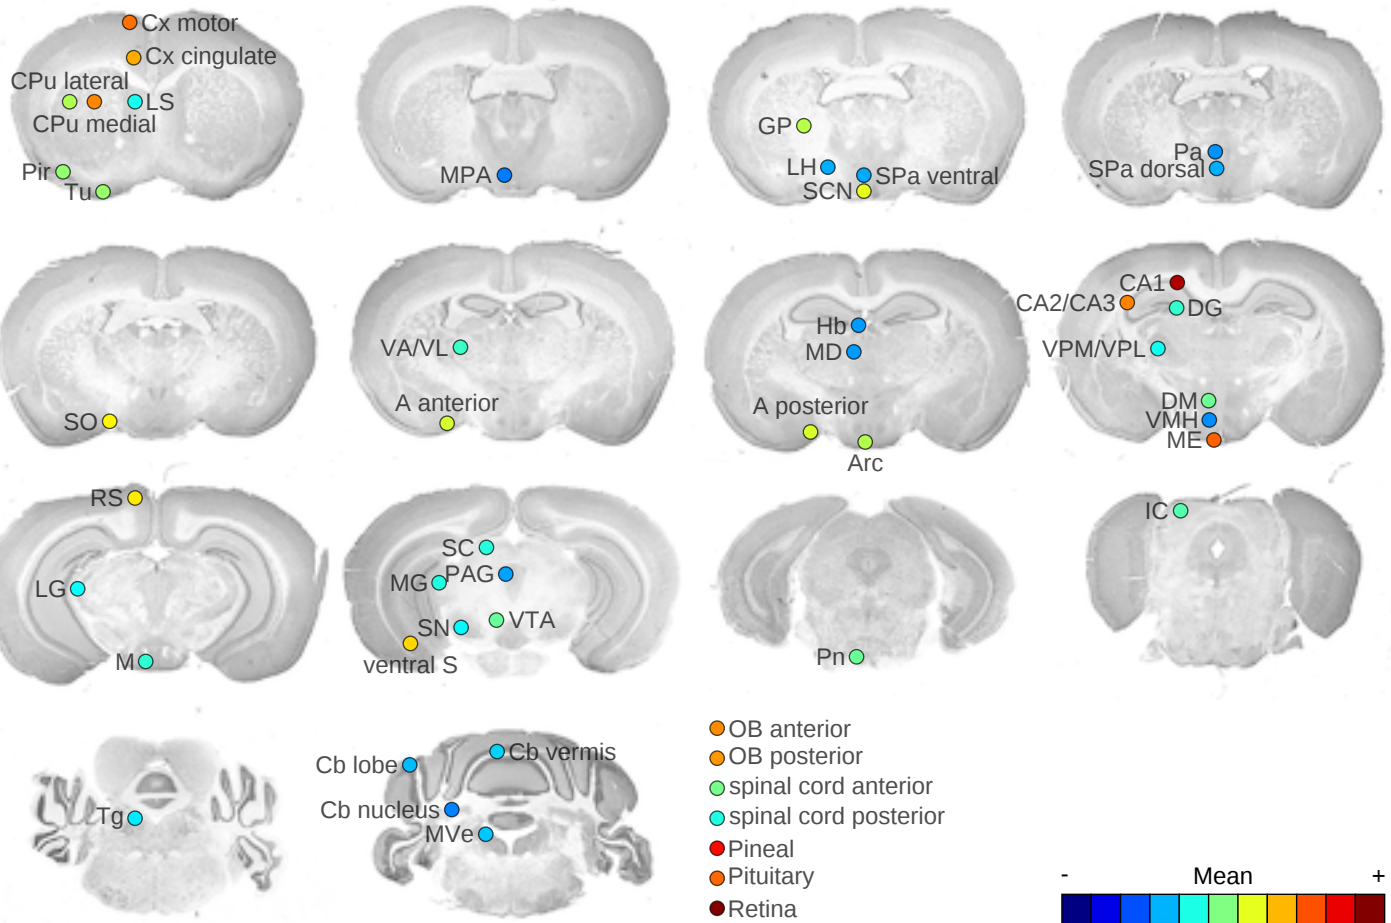 Cx motor
Cx cingulate
CPu lateral
LS
CPu medial
Pir
Tu
MPA
GP
LH
SPa ventral
SCN
Pa
SPa dorsal
SO
VA/VL
A anterior
Hb
MD
A posterior
Arc
CA1
CA2/CA3
DG
VPM/VPL
DM
VMH
ME
RS
LG
M
SC
MG
PAG
SN
VTA
ventral S
Pn
IC
Tg
Cb lobe
Cb vermis
Cb nucleus
MVe
OB anterior
OB posterior
spinal cord anterior
spinal cord posterior
Pineal
Pituitary
Retina
- Mean +